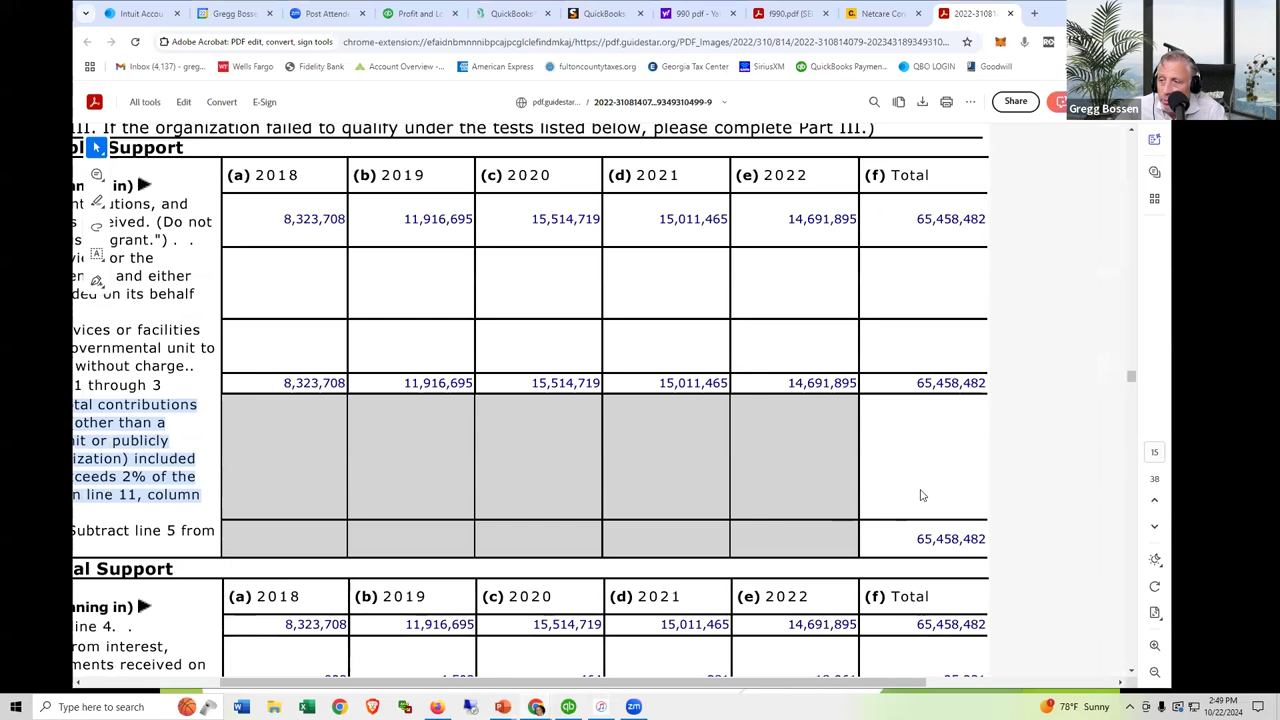 Intuit Accou
Gregg Bosse
Post Attende
Profit and Lo
Quickbooks
QuickBooks
990 - Ya
f990.pdf (SE
Netcare Con
2022-31081
Adobe Acrobat: PDF edit, convert, sign tools
chrome-extension://efaidnbmnnnibpcajpcglclefindmkaj/https://pdf.guidestar.org/PDF_Images/2022/310/814/2022-310814079-202343189349310...
Inbox (4,137) - greg...
Wells Fargo
Fidelity Bank
Account Overview -...
American Express
fultoncountytaxes.org
Georgia Tax Center
SiriusXM
QuickBooks Paymen...
QBO LOGIN
Goodwill
All tools
Edit
Convert
E-Sign
pdf.guidestar...
2022-31081407...9349310499-9
Share
Gregg Bossen
III. If the organization failed to qualify under the tests listed below, please complete Part III.)
Support
in)
(a) 2018
(b) 2019
(c) 2020
(d) 2021
(e) 2022
(f) Total
utions, and
ceived. (Do not
grant.") . .
8,323,708
11,916,695
15,514,719
15,011,465
14,691,895
65,458,482
or the
and either
ded on its behalf
vices or facilities
overnmental unit to
without charge..
1 through 3
8,323,708
11,916,695
15,514,719
15,011,465
14,691,895
65,458,482
tal contributions
other than a
nit or publicly
ization) included
ceeds 2% of the
n line 11, column
Subtract line 5 from
65,458,482
al Support
nning in)
(a) 2018
(b) 2019
(c) 2020
(d) 2021
(e) 2022
(f) Total
line 4. .
8,323,708
11,916,695
15,514,719
15,011,465
14,691,895
65,458,482
rom interest,
ments received on
15
38
Type here to search
78°F Sunny
2:49 PM
10/22/2024